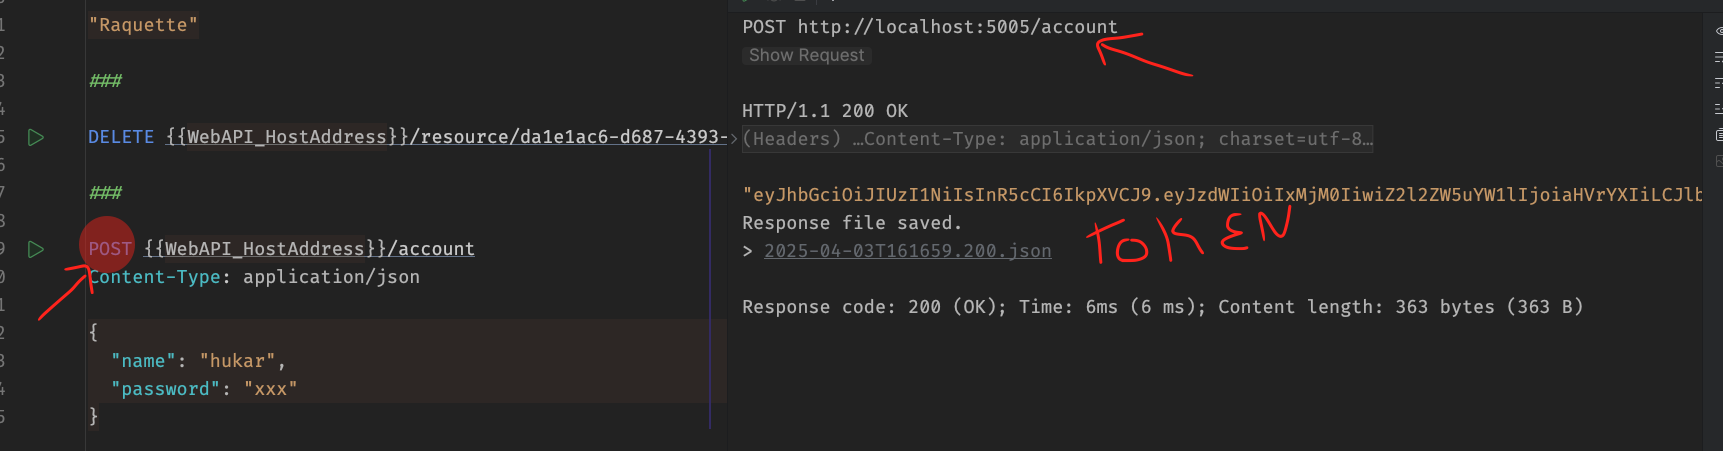 "Raquette"
###
DELETE {{WebAPI_HostAddress}}/resource/da1e1ac6-d687-4393-
###
POST {{WebAPI_HostAddress}}/account
Content-Type: application/json
{
"name": "hukar",
"password": "xxx"
}
POST http://localhost:5005/account
Show Request
HTTP/1.1 200 OK
(Headers) …Content-Type: application/json; charset=utf-8…
"eyJhbGciOiJIUzI1NiIsInR5cCI6IkpXVCJ9.eyJzdWIiOiIxMjM0IiwiZ2l2ZW5uYW1lIjoiaHVrYXIiLCJlb
Response file saved.
TOKEN
> 2025-04-03T161659.200.json
Response code: 200 (OK); Time: 6ms (6 ms); Content length: 363 bytes (363 B)